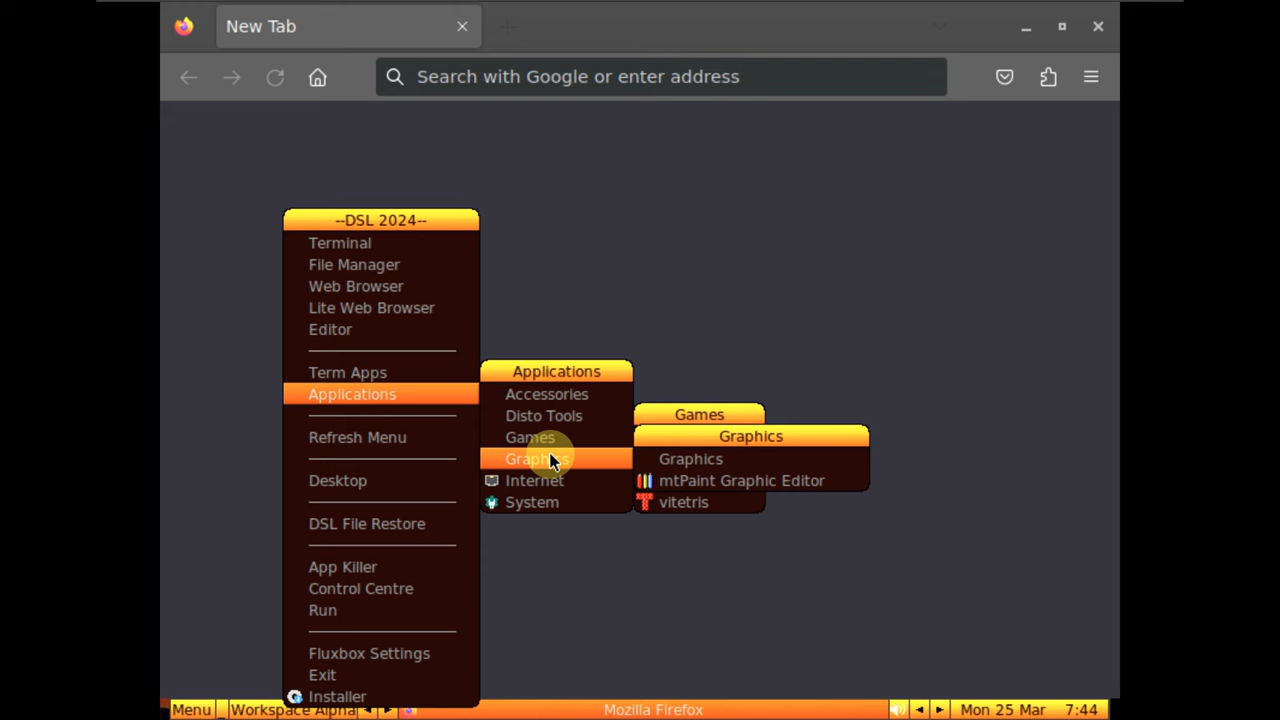 New Tab
Search with Google or enter address
--DSL 2024--
Terminal
File Manager
Web Browser
Lite Web Browser
Editor
Term Apps
Applications
Refresh Menu
Desktop
DSL File Restore
App Killer
Control Centre
Run
Fluxbox Settings
Exit
Installer
Applications
Accessories
Disto Tools
Games
Graphics
Internet
System
Games
vitetris
Graphics
Graphics
mtPaint Graphic Editor
Menu Workspace Alpha Mozilla Firefox Mon 25 Mar 7:44